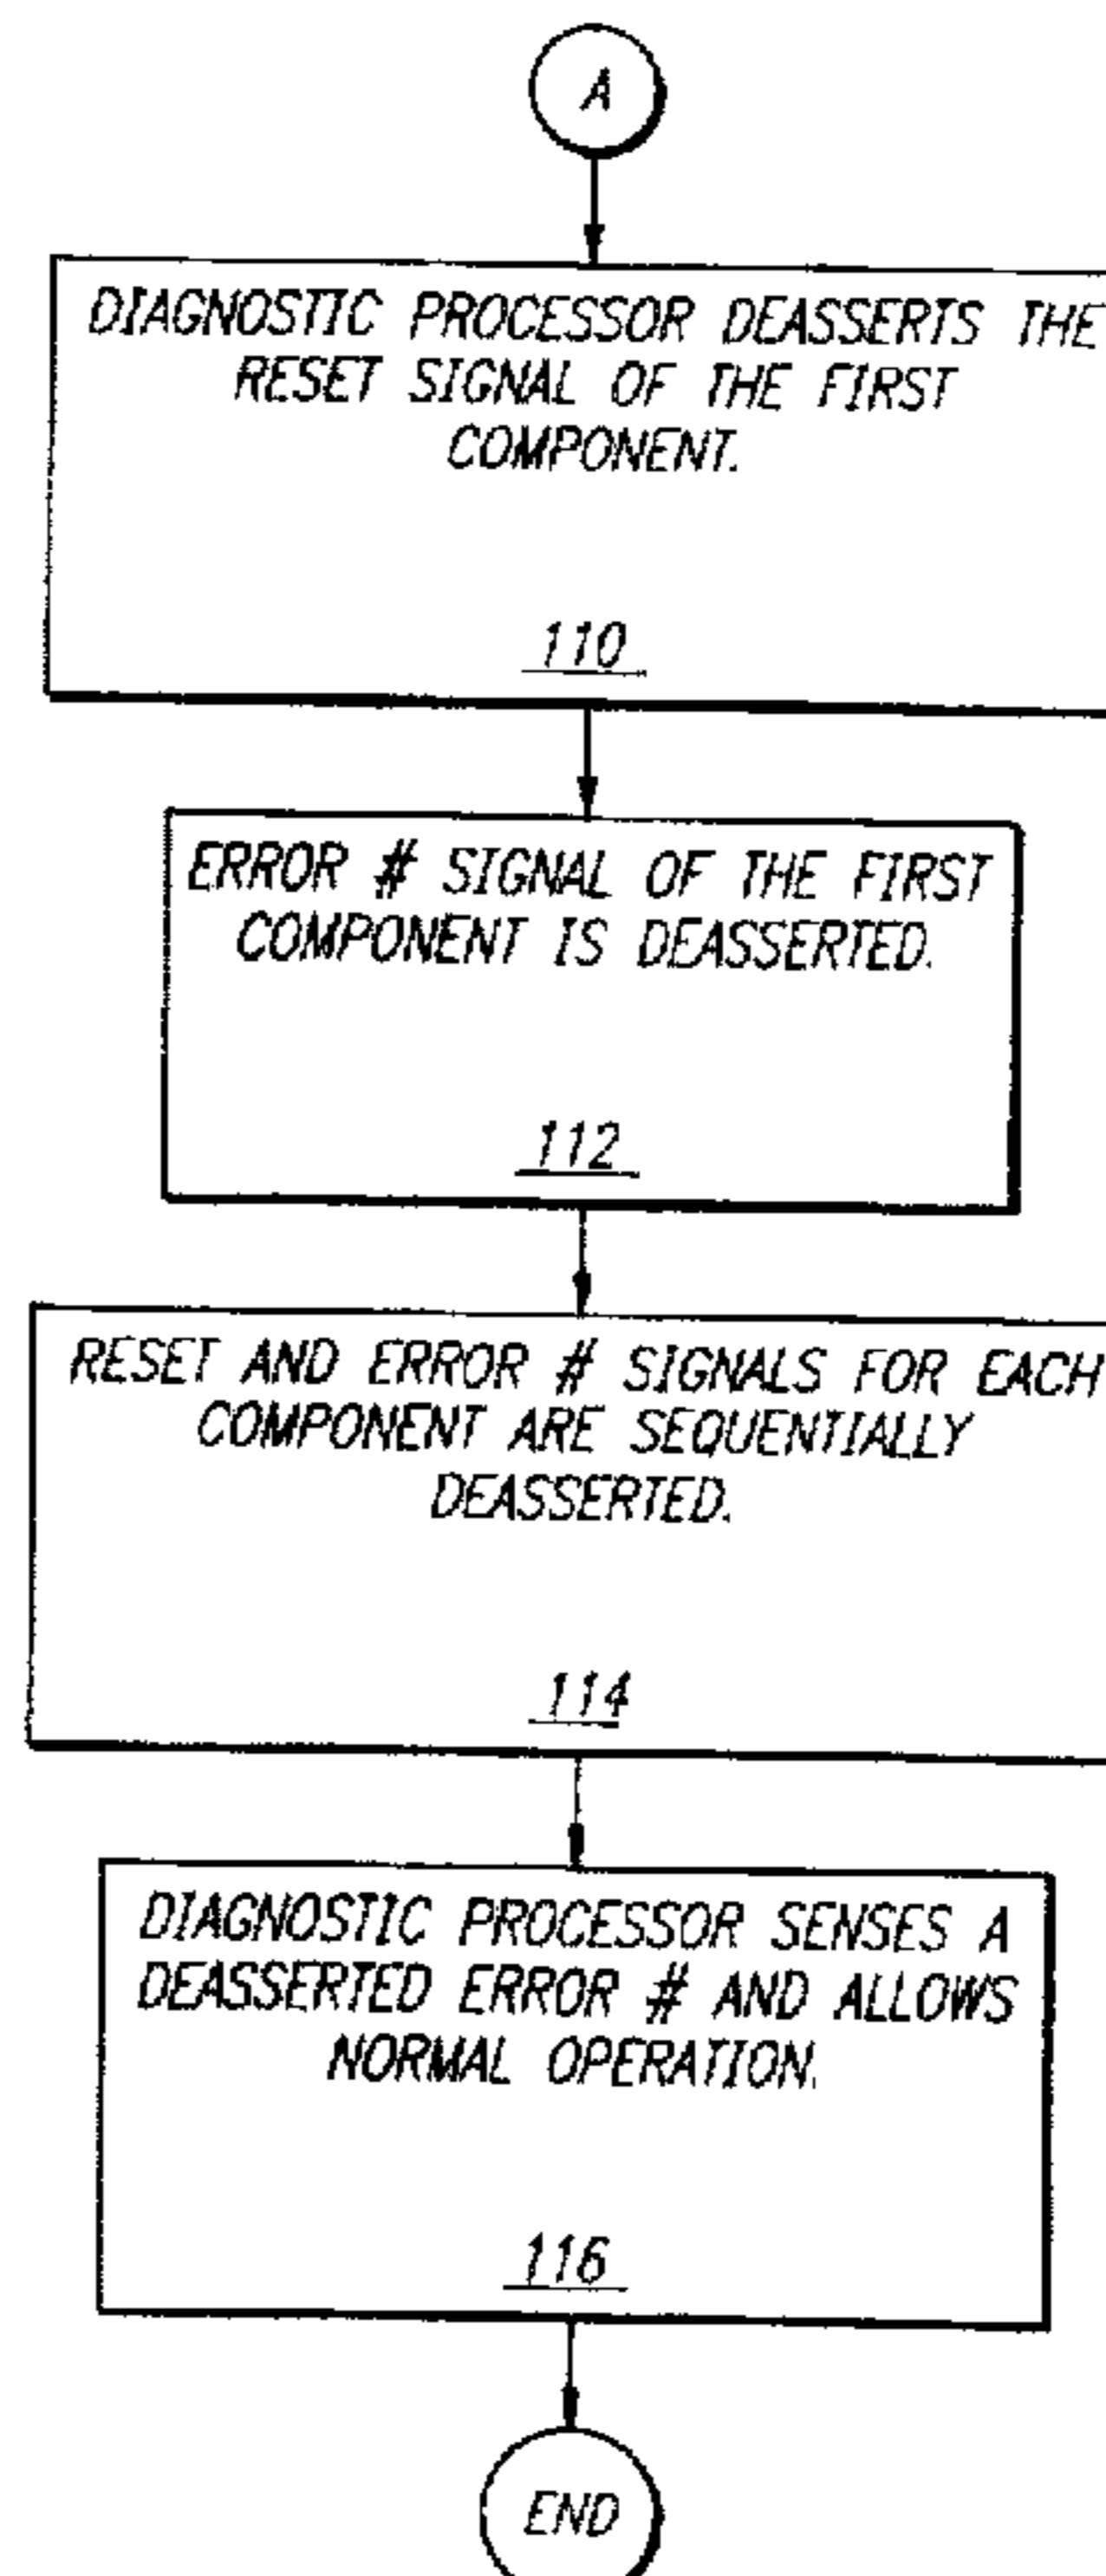 A
DIAGNOSTIC PROCESSOR DEASSERTS THE
RESET SIGNAL OF THE FIRST
COMPONENT.
110
ERROR # SIGNAL OF THE FIRST
COMPONENT IS DEASSERTED.
112
RESET AND ERROR # SIGNALS FOR EACH
COMPONENT ARE SEQUENTIALLY
DEASSERTED.
114
DIAGNOSTIC PROCESSOR SENSES A
DEASSERTED ERROR # AND ALLOWS
NORMAL OPERATION.
116
END